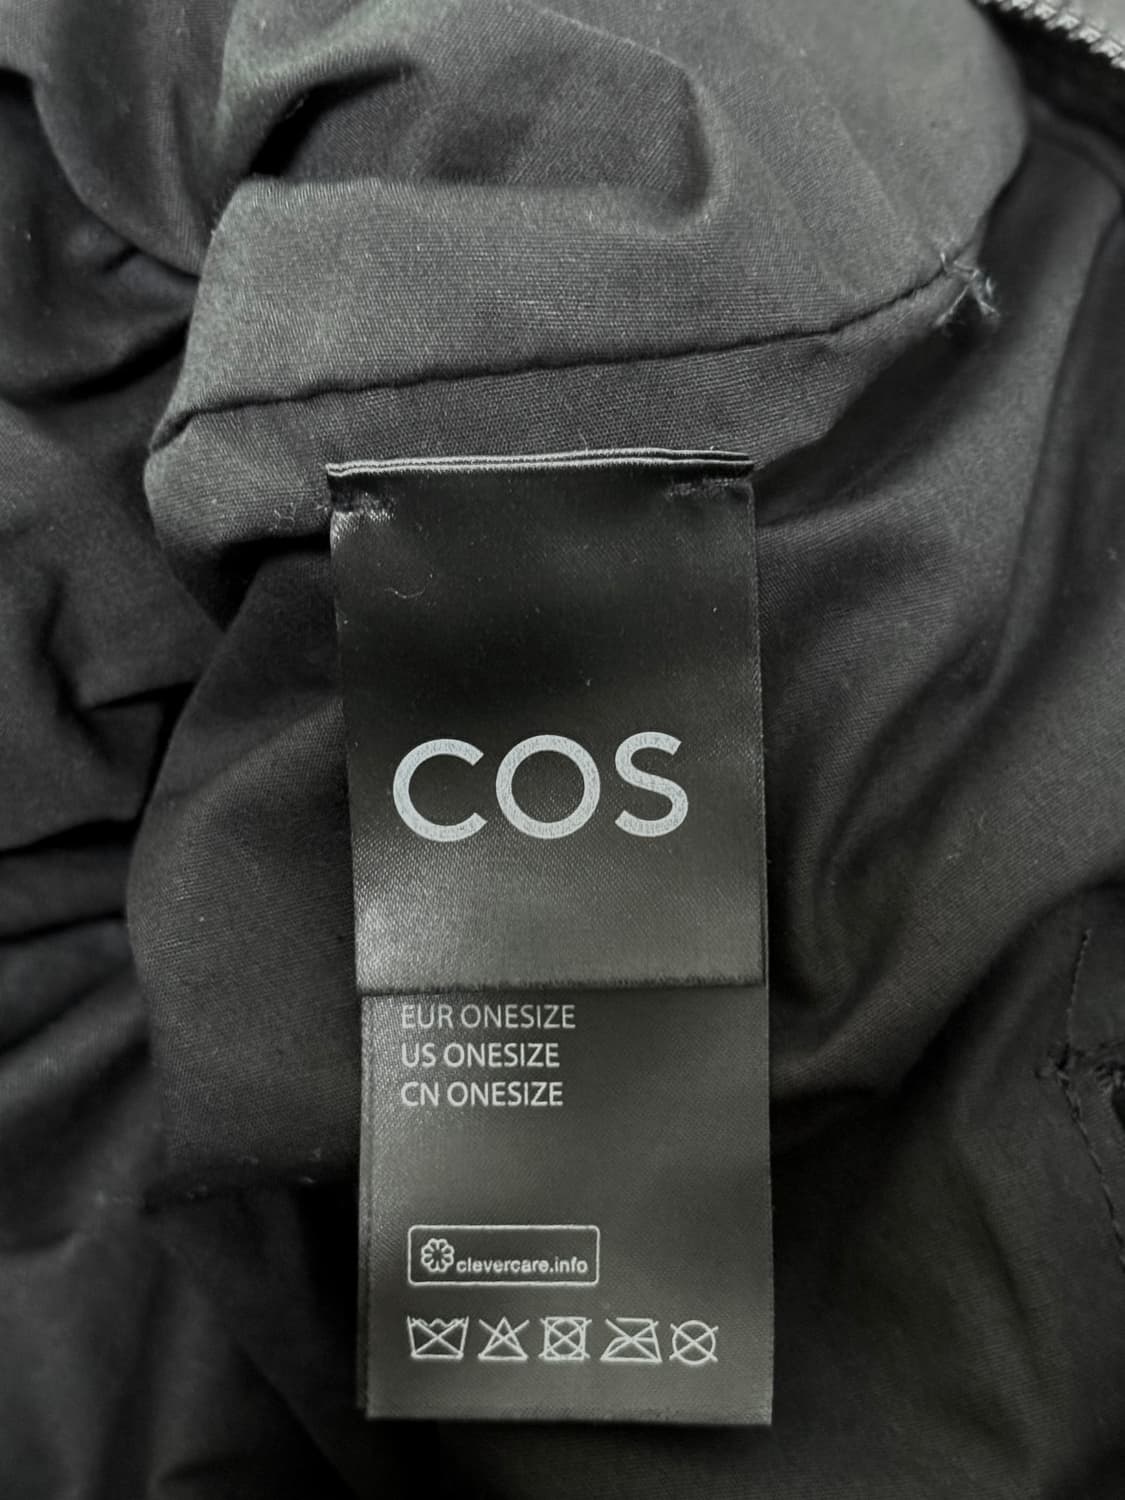 COS
EUR ONESIZE
US ONESIZE
CN ONESIZE
clevercare.info